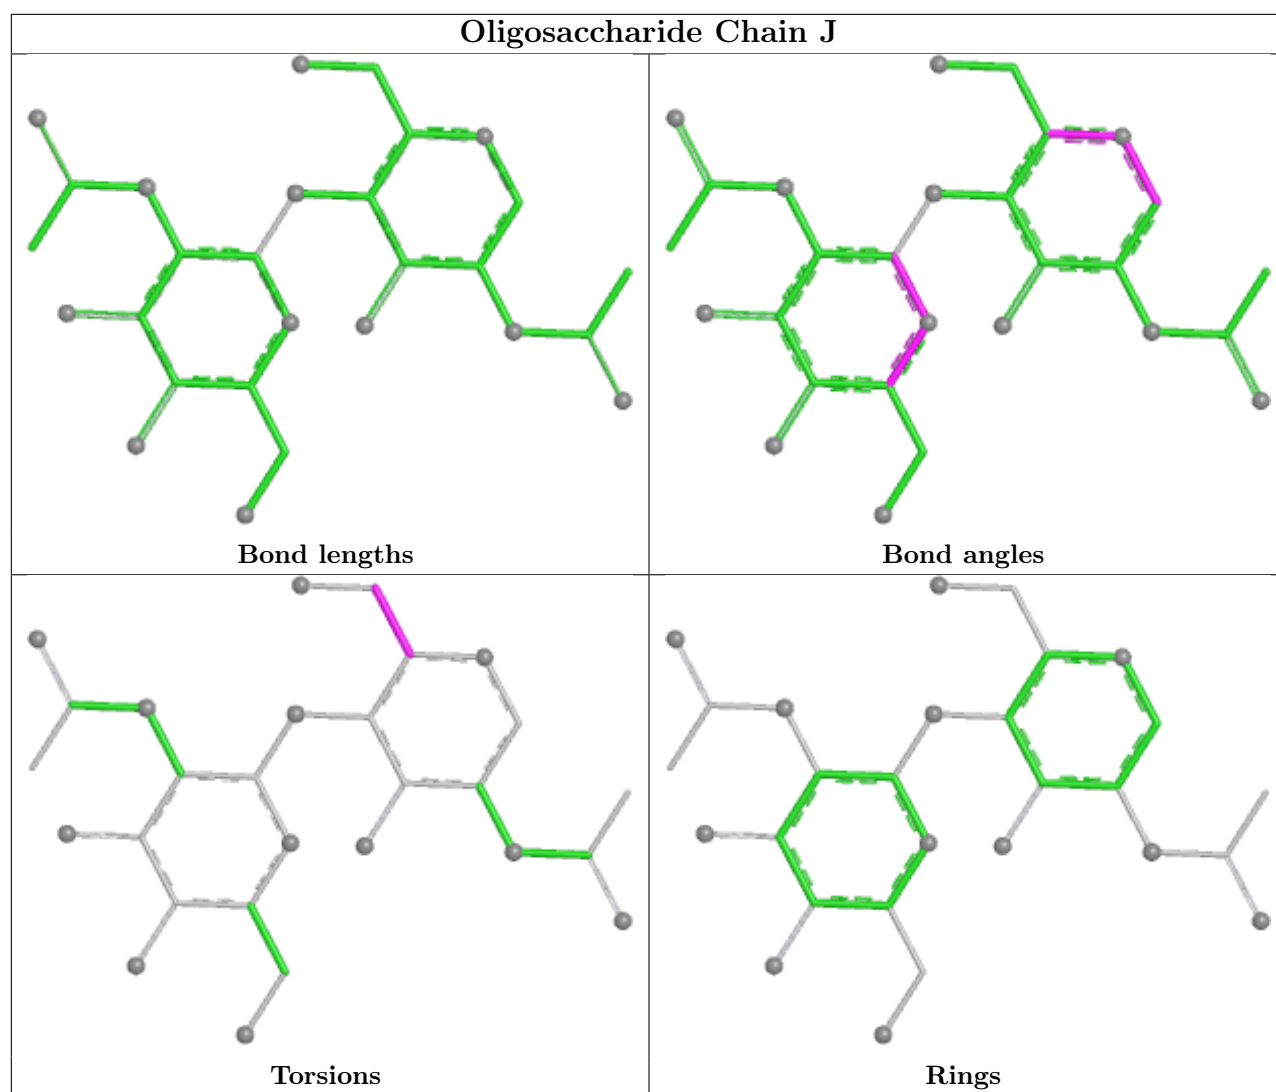 Oligosaccharide Chain J
Bond lengths
Bond angles
Torsions
Rings